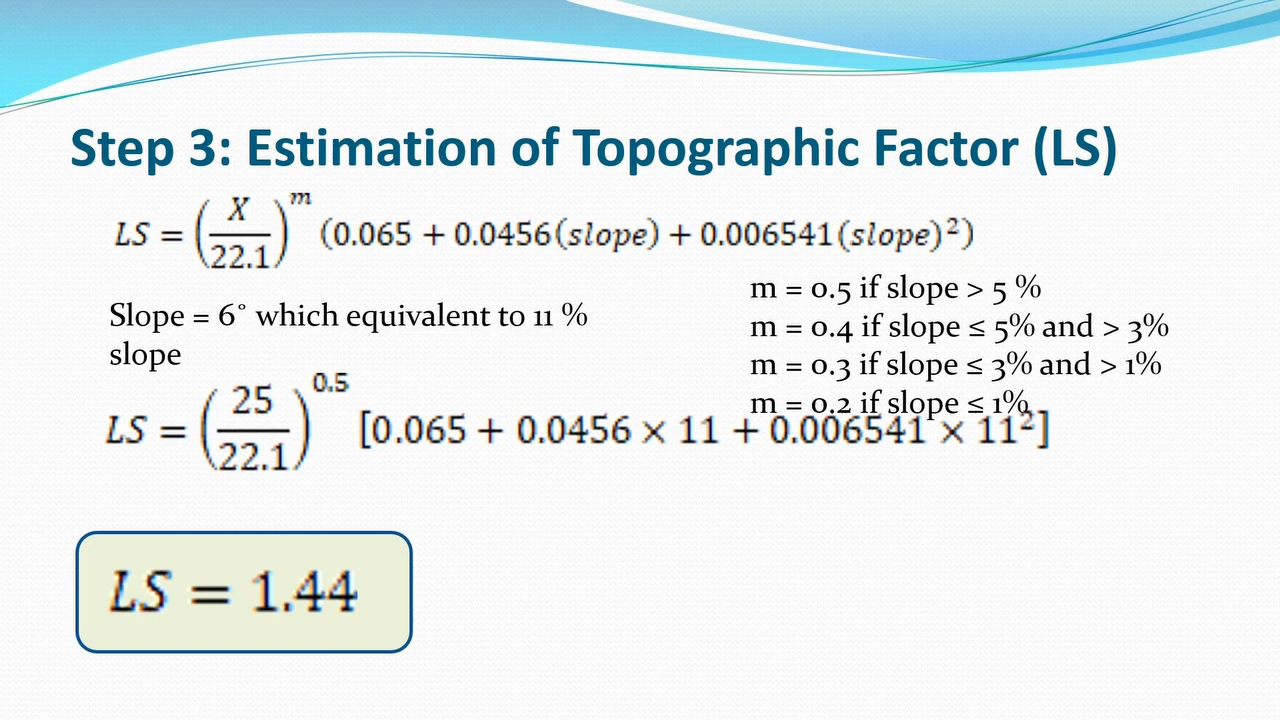 Step 3: Estimation of Topographic Factor (LS)
LS = (X/22.1)^m (0.065 + 0.0456(slope) + 0.006541(slope)²)
Slope = 6° which equivalent to 11 %
slope
m = 0.5 if slope > 5 %
m = 0.4 if slope ≤ 5% and > 3%
m = 0.3 if slope ≤ 3% and > 1%
m = 0.2 if slope ≤ 1%
LS = (25/22.1)^0.5 [0.065 + 0.0456 × 11 + 0.006541 × 11²]
LS = 1.44